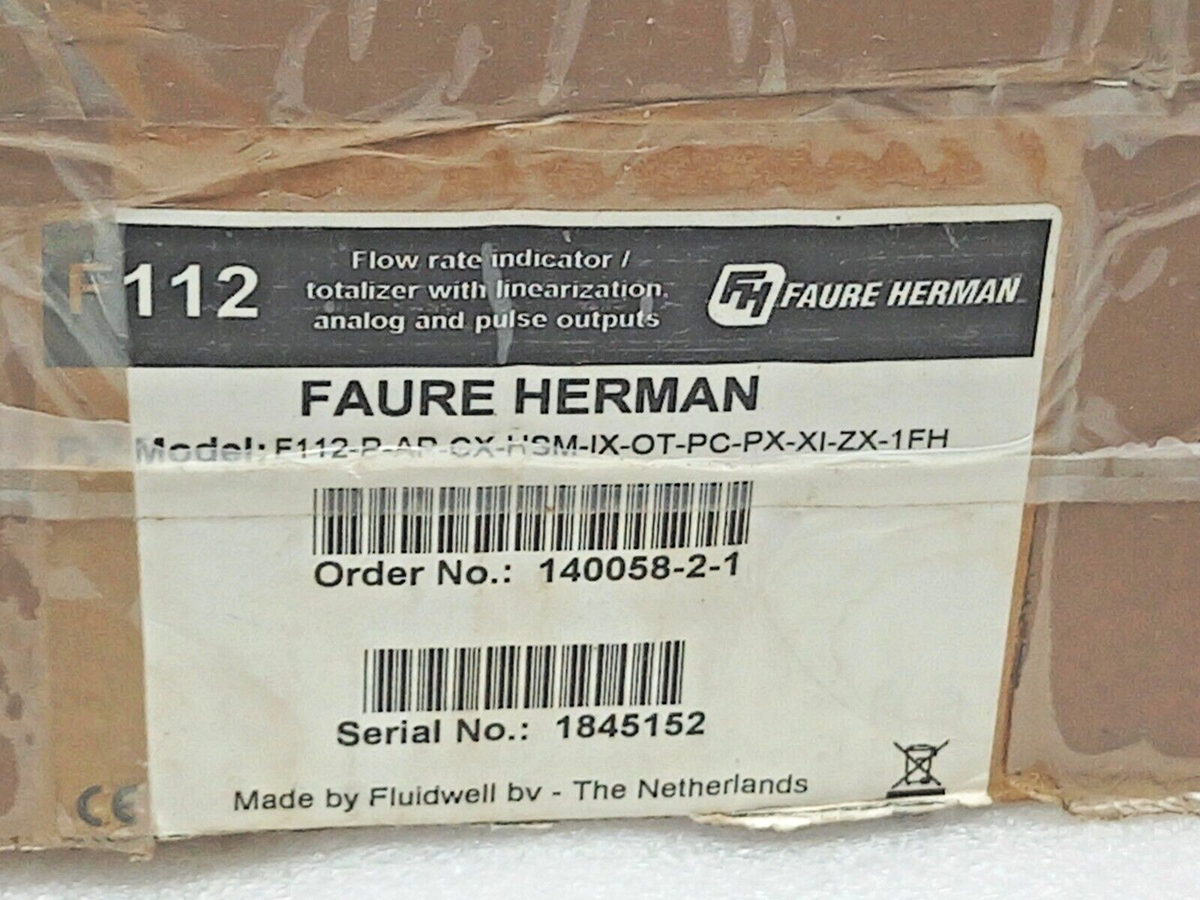 F112
Flow rate indicator /
totalizer with linearization,
analog and pulse outputs
FH FAURE HERMAN
FAURE HERMAN
Model: F112-P-AP-CX-HSM-IX-OT-PC-PX-XI-ZX-1FH
Order No.: 140058-2-1
Serial No.: 1845152
CE
Made by Fluidwell bv - The Netherlands